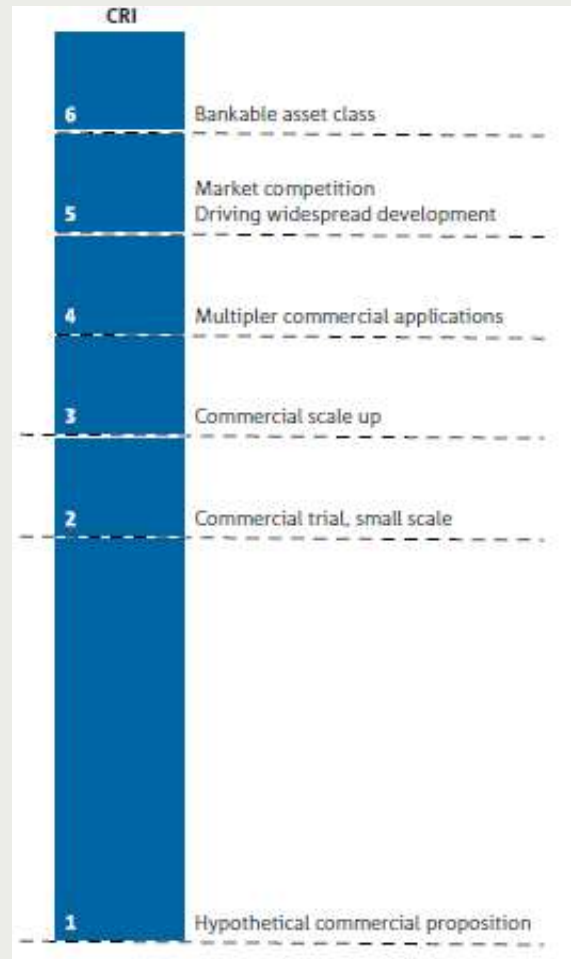 CRI
6 Bankable asset class
Market competition
5 Driving widespread development
4 Multipler commercial applications
3 Commercial scale up
2 Commercial trial, small scale
1 Hypothetical commercial proposition